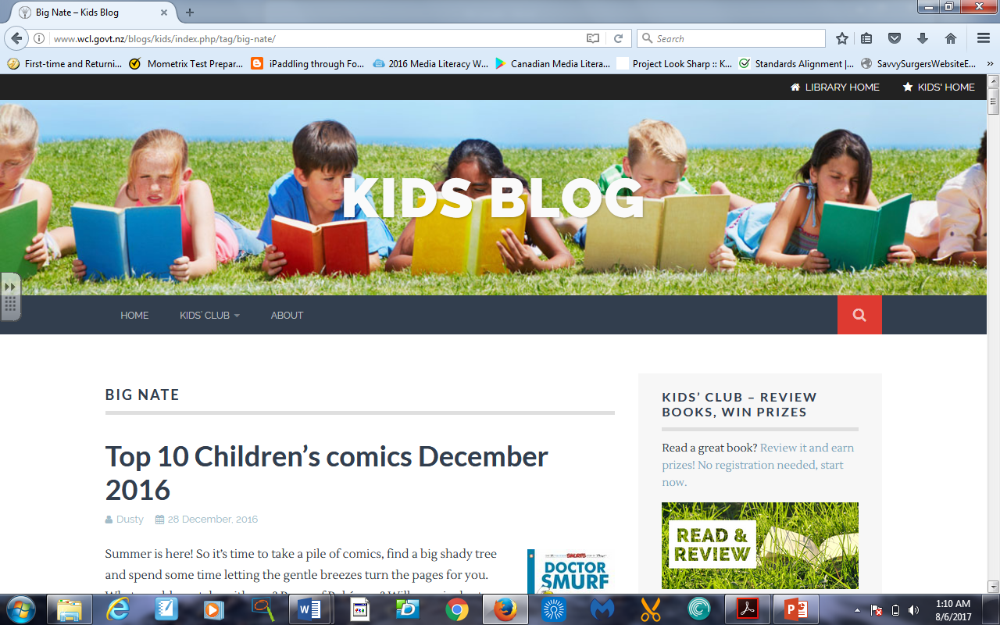 Big Nate – Kids Blog
www.wcl.govt.nz/blogs/kids/index.php/tag/big-nate/
Search
First-time and Returni...
Mometrix Test Prepar...
iPaddling through Fo...
2016 Media Literacy W...
Canadian Media Litera...
Project Look Sharp :: K...
Standards Alignment |...
SavvySurgersWebsiteE...
LIBRARY HOME
KIDS' HOME
KIDS BLOG
HOME
KIDS' CLUB
ABOUT
BIG NATE
Top 10 Children's comics December
2016
Dusty
28 December, 2016
Summer is here! So it's time to take a pile of comics, find a big shady tree
and spend some time letting the gentle breezes turn the pages for you.
SMURFS
DOCTOR
SMURF
KIDS' CLUB – REVIEW
BOOKS, WIN PRIZES
Read a great book? Review it and earn
prizes! No registration needed, start
now.
READ &
REVIEW
1:10 AM
8/6/2017